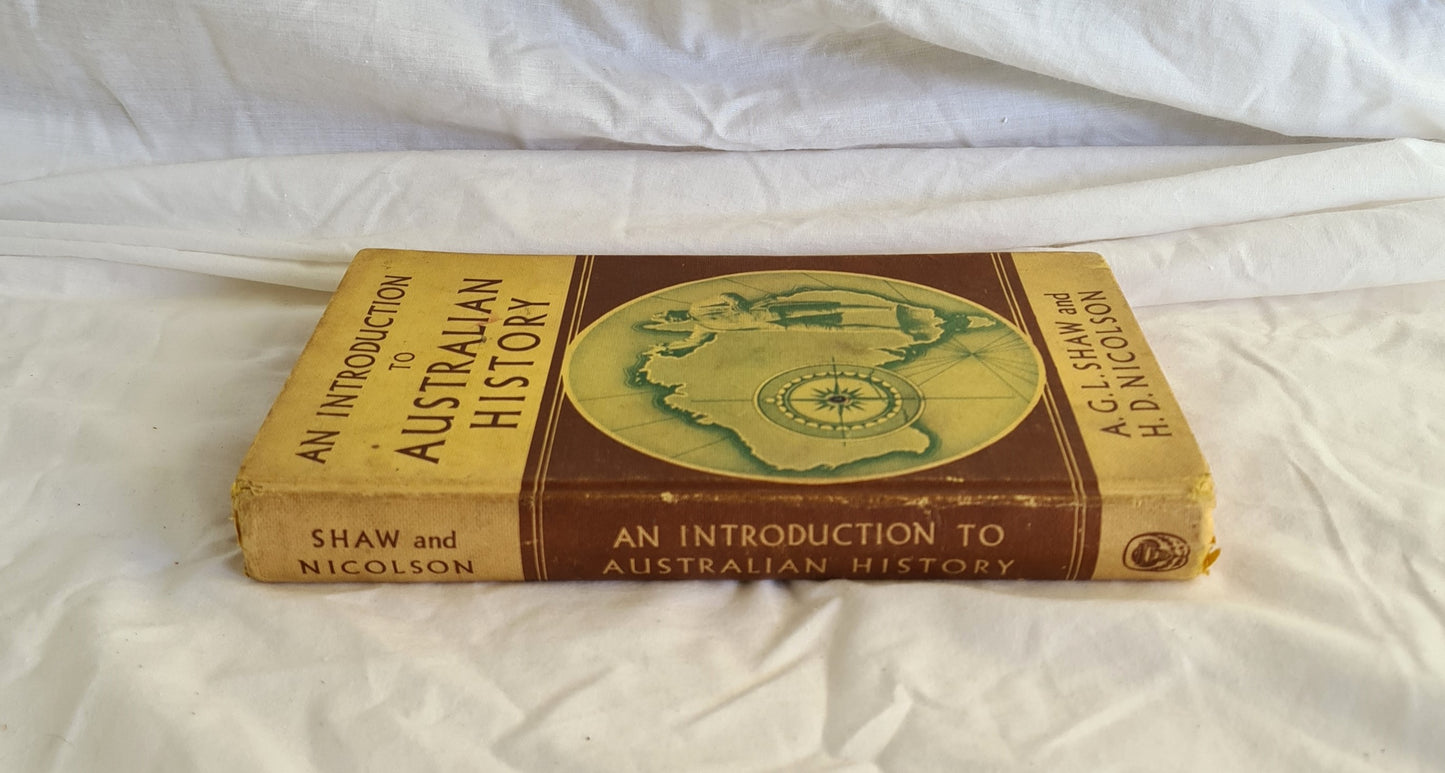 AN INTRODUCTION
TO
AUSTRALIAN
HISTORY
A. G. L. SHAW and
H. D. NICOLSON
SHAW and
NICOLSON
AN INTRODUCTION TO
AUSTRALIAN HISTORY